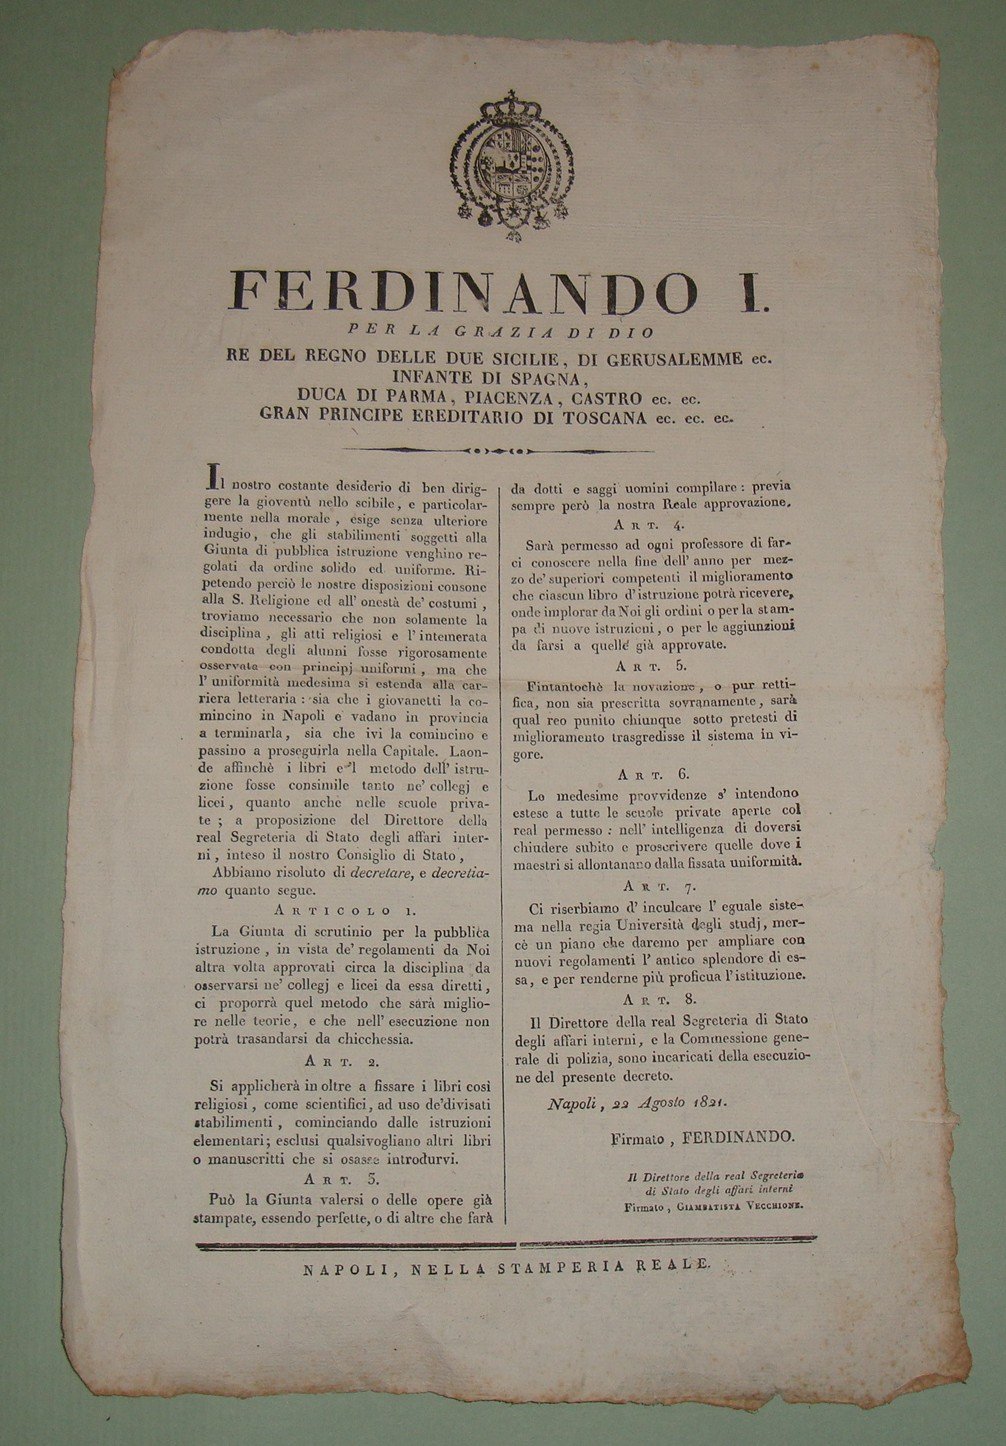 FERDINANDO I.
PER LA GRAZIA DI DIO
RE DEL REGNO DELLE DUE SICILIE, DI GERUSALEMME ec.
INFANTE DI SPAGNA,
DUCA DI PARMA, PIACENZA, CASTRO ec. ec.
GRAN PRINCIPE EREDITARIO DI TOSCANA ec. ec. ec.
Il nostro costante desiderio di ben dirig-
gere la gioventù nello scibile, e particolar-
mente nella morale, esige senza ulteriore
indugio, che gli stabilimenti soggetti alla
Giunta di pubblica istruzione venghino re-
golati da ordine solido ed uniforme. Ri-
petendo perciò le nostre disposizioni consone
alla S. Religione ed all' onestà de' costumi,
troviamo necessario che non solamente la
disciplina, gli atti religiosi e l' intemerata
condotta degli alunni fosse rigorosamente
osservata con principj uniformi, ma che
l' uniformità medesima si estenda alla car-
riera letteraria: sia che i giovanetti la co-
mincino in Napoli e vadano in provincia
a terminarla, sia che ivi la comincino e
passino a proseguirla nella Capitale. Laon-
de affinchè i libri e 'l metodo dell' istru-
zione fosse consimile tanto ne' collegj e
licei, quanto anche nelle scuole priva-
te; a proposizione del Direttore della
real Segreteria di Stato degli affari inter-
ni, inteso il nostro Consiglio di Stato,
Abbiamo risoluto di decretare, e decretia-
mo quanto segue.
ARTICOLO 1.
La Giunta di scrutinio per la pubblica
istruzione, in vista de' regolamenti da Noi
altra volta approvati circa la disciplina da
osservarsi ne' collegj e licei da essa diretti,
ci proporrà quel metodo che sarà miglio-
re nelle teorie, e che nell' esecuzione non
potrà trasandarsi da chicchessia.
ART. 2.
Si applicherà in oltre a fissare i libri così
religiosi, come scientifici, ad uso de' divisati
stabilimenti, cominciando dalle istruzioni
elementari; esclusi qualsivogliano altri libri
o manuscritti che si osasse introdurvi.
ART. 3.
Può la Giunta valersi o delle opere già
stampate, essendo perfette, o di altre che farà
da dotti e saggi uomini compilare: previa
sempre però la nostra Reale approvazione.
ART. 4.
Sarà permesso ad ogni professore di far-
ci conoscere nella fine dell' anno per mez-
zo de' superiori competenti il miglioramento
che ciascun libro d' istruzione potrà ricevere,
onde implorar da Noi gli ordini o per la stam-
pa di nuove istruzioni, o per le aggiunzioni
da farsi a quelle già approvate.
ART. 5.
Fintantochè la novazione, o pur retti-
fica, non sia prescritta sovranamente, sarà
qual reo punito chiunque sotto pretesti di
miglioramento trasgredisse il sistema in vi-
gore.
ART. 6.
Le medesime provvidenze s' intendono
estese a tutte le scuole private aperte col
real permesso: nell' intelligenza di doversi
chiudere subito e proscrivere quelle dove i
maestri si allontanano dalla fissata uniformità.
ART. 7.
Ci riserbiamo d' inculcare l' eguale siste-
ma nella regia Università degli studj, mer-
cè un piano che daremo per ampliare con
nuovi regolamenti l' antico splendore di es-
sa, e per renderne più proficua l' istituzione.
ART. 8.
Il Direttore della real Segreteria di Stato
degli affari interni, e la Commessione gene-
rale di polizia, sono incaricati della esecuzio-
ne del presente decreto.
Napoli, 22 Agosto 1821.
Firmato, FERDINANDO.
Il Direttore della real Segreteria
di Stato degli affari interni
Firmato, GIAMBATISTA VECCHIONE.
NAPOLI, NELLA STAMPERIA REALE.